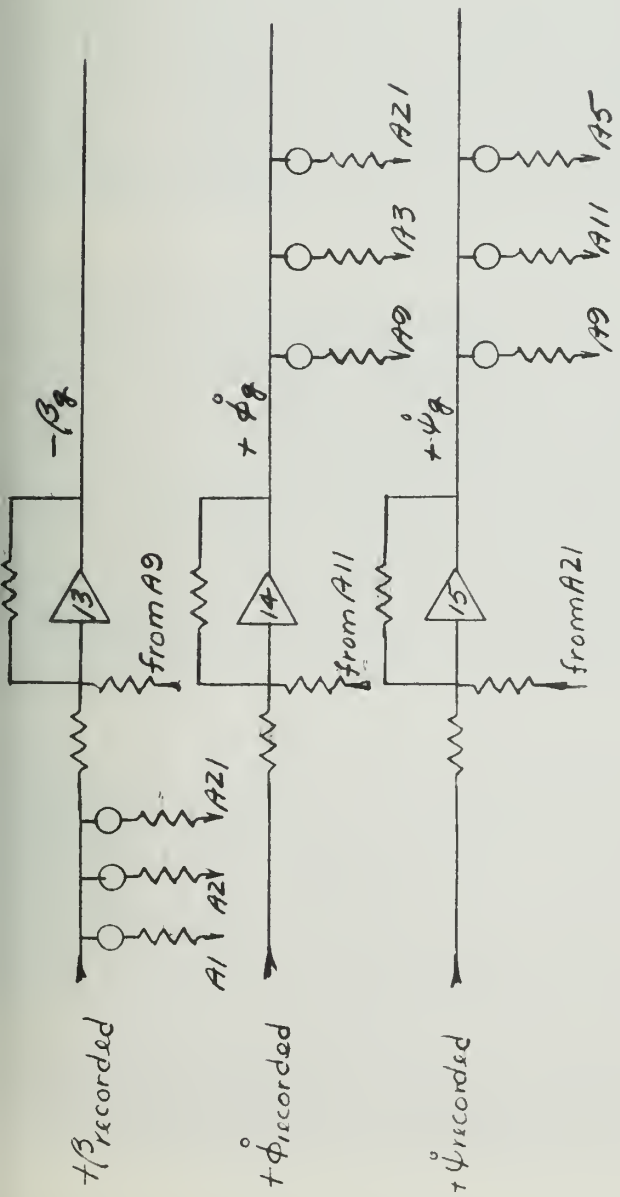 +β recorded
A1
A2
A21
from A9
13
-βg
+φ̇ recorded
from A11
14
+φ̇g
A9
A3
A21
+ψ̇ recorded
from A21
15
+ψ̇g
A9
A11
A5